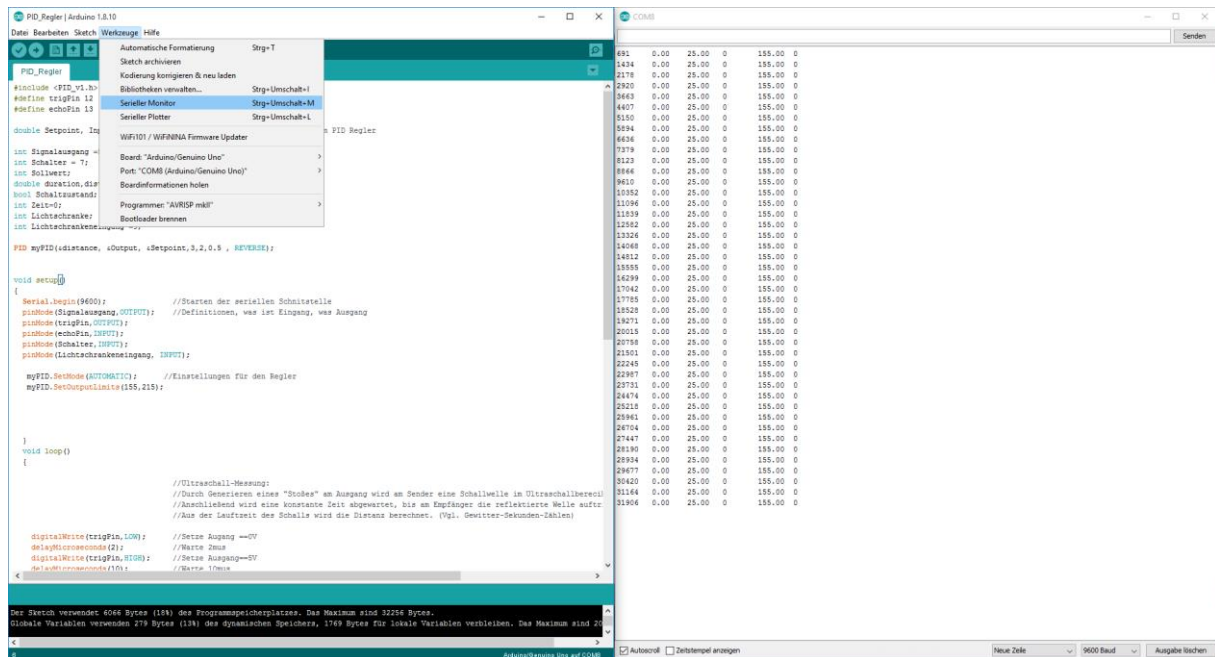 PID_Regler | Arduino 1.8.10
Datei Bearbeiten Sketch Werkzeuge Hilfe
Automatische Formatierung Strg+T
Sketch archivieren
Kodierung korrigieren & neu laden
Bibliotheken verwalten... Strg+Umschalt+I
Serieller Monitor Strg+Umschalt+M
Serieller Plotter Strg+Umschalt+L
WiFi101 / WiFiNINA Firmware Updater
Board: "Arduino/Genuino Uno"
Port: "COM8 (Arduino/Genuino Uno)"
Boardinformationen holen
Programmer: "AVRISP mkII"
Bootloader brennen
PID_Regler
#include <PID_v1.h>
#define trigPin 12
#define echoPin 13
double Setpoint, In n PID Regler
int Signalausgang =
int Schalter = 7;
int Sollwert;
double duration,dis
bool Schaltzustand;
int Zeit=0;
int Lichtschranke;
int Lichtschrankeneingang =
PID myPID(&distance, &Output, &Setpoint,3,2,0.5 , REVERSE);
void setup()
{
Serial.begin(9600); //Starten der seriellen Schnitstelle
pinMode(Signalausgang,OUTPUT); //Definitionen, was ist Eingang, was Ausgang
pinMode(trigPin,OUTPUT);
pinMode(echoPin,INPUT);
pinMode(Schalter,INPUT);
pinMode(Lichtschrankeneingang, INPUT);
myPID.SetMode(AUTOMATIC); //Einstellungen für den Regler
myPID.SetOutputLimits(155,215);
}
void loop()
{
//Ultraschall-Messung:
//Durch Generieren eines "Stoßes" am Ausgang wird am Sender eine Schallwelle im Ultraschallbereci
//Anschließend wird eine konstante Zeit abgewartet, bis am Empfänger die reflektierte Welle auftr
//Aus der Laufzeit des Schalls wird die Distanz berechnet. (Vgl. Gewitter-Sekunden-Zählen)
digitalWrite(trigPin,LOW); //Setze Augang ==0V
delayMicroseconds(2); //Warte 2mus
digitalWrite(trigPin,HIGH); //Setze Ausgang==5V
delayMicroseconds(10); //Warte 10mus
Der Sketch verwendet 6066 Bytes (18%) des Programmspeicherplatzes. Das Maximum sind 32256 Bytes.
Globale Variablen verwenden 279 Bytes (13%) des dynamischen Speichers, 1769 Bytes für lokale Variablen verbleiben. Das Maximum sind 20
6 Arduino/Genuino Uno auf COM8
COM8
Senden
691 0.00 25.00 0 155.00 0
1434 0.00 25.00 0 155.00 0
2178 0.00 25.00 0 155.00 0
2920 0.00 25.00 0 155.00 0
3663 0.00 25.00 0 155.00 0
4407 0.00 25.00 0 155.00 0
5150 0.00 25.00 0 155.00 0
5894 0.00 25.00 0 155.00 0
6636 0.00 25.00 0 155.00 0
7379 0.00 25.00 0 155.00 0
8123 0.00 25.00 0 155.00 0
8866 0.00 25.00 0 155.00 0
9610 0.00 25.00 0 155.00 0
10352 0.00 25.00 0 155.00 0
11096 0.00 25.00 0 155.00 0
11839 0.00 25.00 0 155.00 0
12582 0.00 25.00 0 155.00 0
13326 0.00 25.00 0 155.00 0
14068 0.00 25.00 0 155.00 0
14812 0.00 25.00 0 155.00 0
15555 0.00 25.00 0 155.00 0
16299 0.00 25.00 0 155.00 0
17042 0.00 25.00 0 155.00 0
17785 0.00 25.00 0 155.00 0
18528 0.00 25.00 0 155.00 0
19271 0.00 25.00 0 155.00 0
20015 0.00 25.00 0 155.00 0
20758 0.00 25.00 0 155.00 0
21501 0.00 25.00 0 155.00 0
22245 0.00 25.00 0 155.00 0
22987 0.00 25.00 0 155.00 0
23731 0.00 25.00 0 155.00 0
24474 0.00 25.00 0 155.00 0
25218 0.00 25.00 0 155.00 0
25961 0.00 25.00 0 155.00 0
26704 0.00 25.00 0 155.00 0
27447 0.00 25.00 0 155.00 0
28190 0.00 25.00 0 155.00 0
28934 0.00 25.00 0 155.00 0
29677 0.00 25.00 0 155.00 0
30420 0.00 25.00 0 155.00 0
31164 0.00 25.00 0 155.00 0
31906 0.00 25.00 0 155.00 0
Autoscroll Zeitstempel anzeigen Neue Zeile 9600 Baud Ausgabe löschen